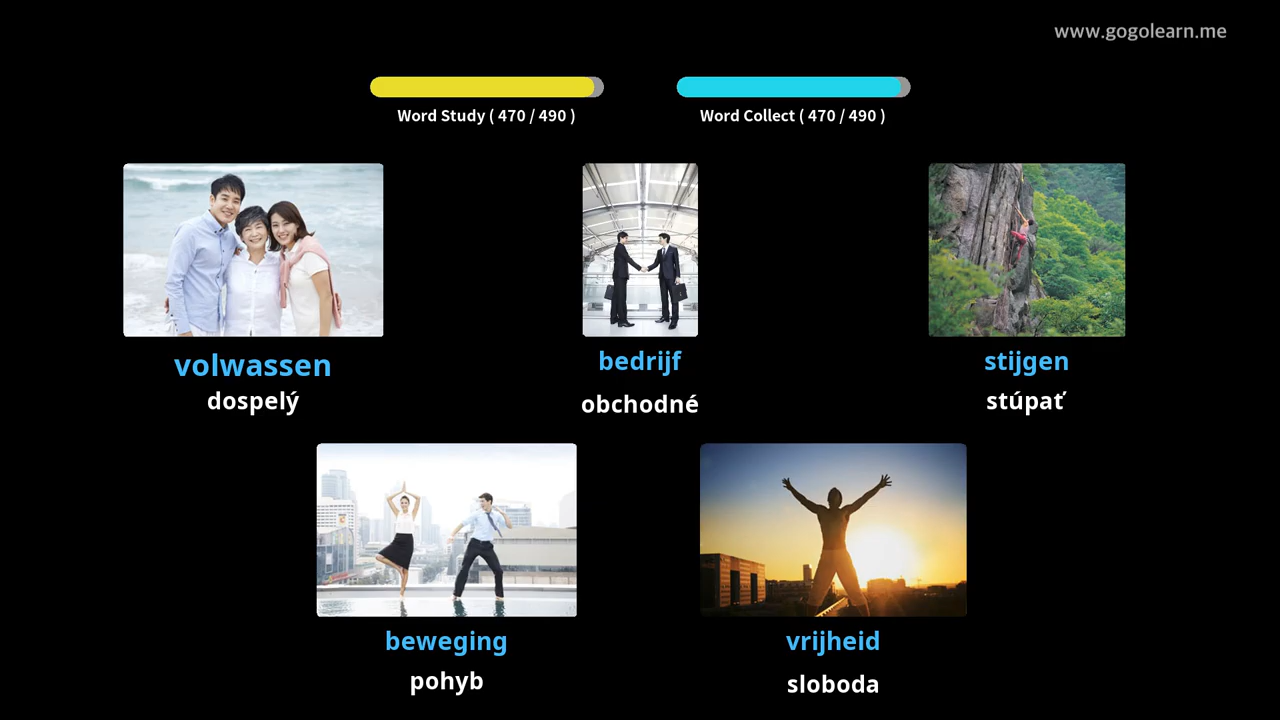 www.gogolearn.me
Word Study ( 470 / 490 )
Word Collect ( 470 / 490 )
volwassen
dospelý
bedrijf
obchodné
stijgen
stúpať
beweging
pohyb
vrijheid
sloboda